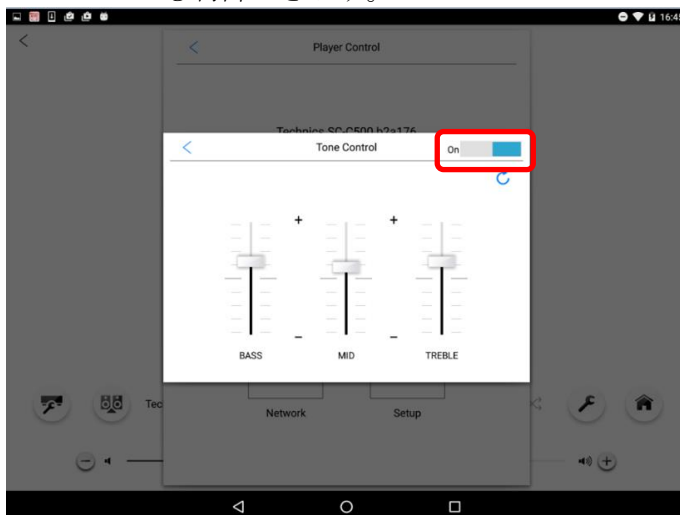 16:45
Player Control
Technics SC-C500 b2a176
Tone Control
On
+ +
- -
BASS MID TREBLE
Tec
Network Setup